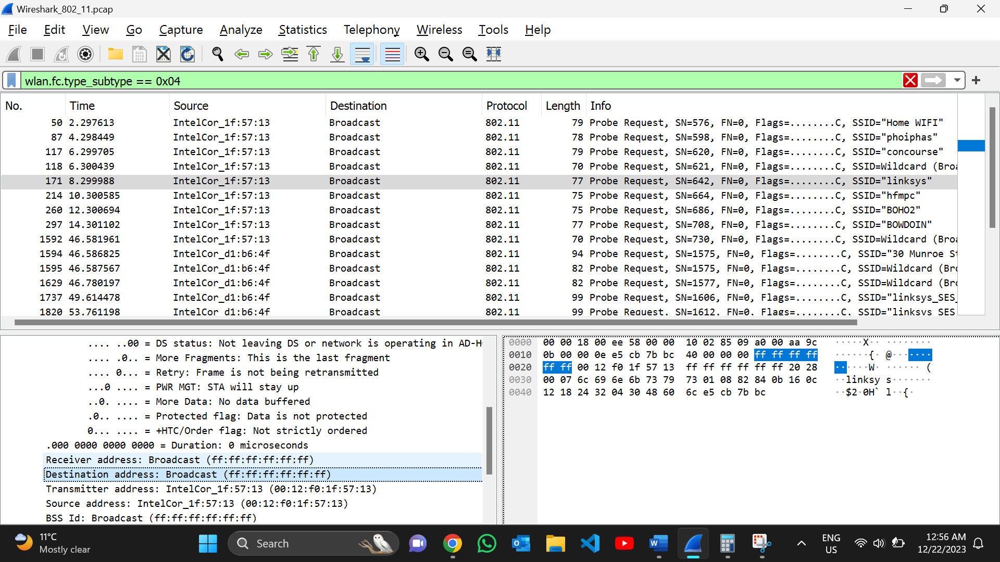 Wireshark_802_11.pcap
File Edit View Go Capture Analyze Statistics Telephony Wireless Tools Help
wlan.fc.type_subtype == 0x04
No. Time Source Destination Protocol Length Info
50 2.297613 IntelCor_1f:57:13 Broadcast 802.11 79 Probe Request, SN=576, FN=0, Flags=........C, SSID="Home WIFI"
87 4.298449 IntelCor_1f:57:13 Broadcast 802.11 78 Probe Request, SN=598, FN=0, Flags=........C, SSID="phoiphas"
117 6.299705 IntelCor_1f:57:13 Broadcast 802.11 79 Probe Request, SN=620, FN=0, Flags=........C, SSID="concourse"
118 6.300439 IntelCor_1f:57:13 Broadcast 802.11 70 Probe Request, SN=621, FN=0, Flags=........C, SSID=Wildcard (Broa
171 8.299988 IntelCor_1f:57:13 Broadcast 802.11 77 Probe Request, SN=642, FN=0, Flags=........C, SSID="linksys"
214 10.300585 IntelCor_1f:57:13 Broadcast 802.11 75 Probe Request, SN=664, FN=0, Flags=........C, SSID="hfmpc"
260 12.300694 IntelCor_1f:57:13 Broadcast 802.11 75 Probe Request, SN=686, FN=0, Flags=........C, SSID="BOHO2"
297 14.301102 IntelCor_1f:57:13 Broadcast 802.11 77 Probe Request, SN=708, FN=0, Flags=........C, SSID="BOWDOIN"
1592 46.581961 IntelCor_1f:57:13 Broadcast 802.11 70 Probe Request, SN=730, FN=0, Flags=........C, SSID=Wildcard (Broa
1594 46.586825 IntelCor_d1:b6:4f Broadcast 802.11 94 Probe Request, SN=1575, FN=0, Flags=........C, SSID="30 Munroe St
1595 46.587567 IntelCor_d1:b6:4f Broadcast 802.11 82 Probe Request, SN=1575, FN=0, Flags=........C, SSID=Wildcard (Bro
1629 46.780197 IntelCor_d1:b6:4f Broadcast 802.11 82 Probe Request, SN=1577, FN=0, Flags=........C, SSID=Wildcard (Bro
1737 49.614478 IntelCor_d1:b6:4f Broadcast 802.11 99 Probe Request, SN=1606, FN=0, Flags=........C, SSID="linksys_SES_
1820 53.761198 IntelCor_d1:b6:4f Broadcast 802.11 99 Probe Request, SN=1612, FN=0, Flags=........C, SSID="linksys_SES
.... ..00 = DS status: Not leaving DS or network is operating in AD-H
.... .0.. = More Fragments: This is the last fragment
.... 0... = Retry: Frame is not being retransmitted
...0 .... = PWR MGT: STA will stay up
..0. .... = More Data: No data buffered
.0.. .... = Protected flag: Data is not protected
0... .... = +HTC/Order flag: Not strictly ordered
.000 0000 0000 0000 = Duration: 0 microseconds
Receiver address: Broadcast (ff:ff:ff:ff:ff:ff)
Destination address: Broadcast (ff:ff:ff:ff:ff:ff)
Transmitter address: IntelCor_1f:57:13 (00:12:f0:1f:57:13)
Source address: IntelCor_1f:57:13 (00:12:f0:1f:57:13)
BSS Id: Broadcast (ff:ff:ff:ff:ff:ff)
0000 00 00 18 00 ee 58 00 00 10 02 85 09 a0 00 aa 9c ·····X·· ········
0010 0b 00 00 0e e5 cb 7b bc 40 00 00 00 ff ff ff ff ······{· @·······
0020 ff ff 00 12 f0 1f 57 13 ff ff ff ff ff ff 20 28 ······W· ······ (
0030 00 07 6c 69 6e 6b 73 79 73 01 08 82 84 0b 16 0c ··linksy s·······
0040 12 18 24 32 04 30 48 60 6c e5 cb 7b bc ··$2·0H` l··{·
11°C
Mostly clear
Search
ENG
US
12:56 AM
12/22/2023